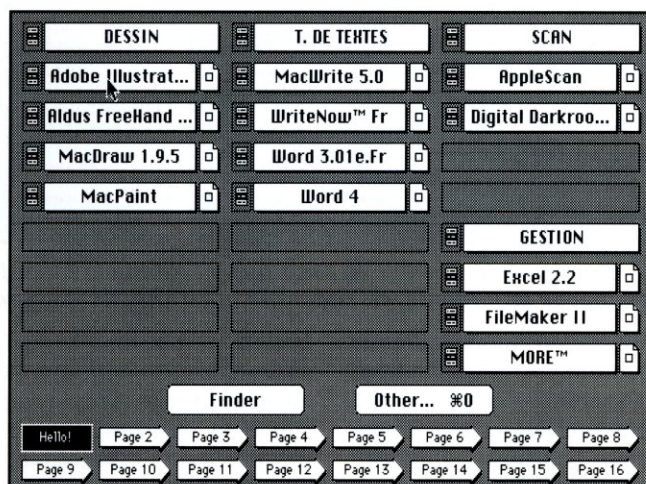 DESSIN T. DE TEXTES SCAN
Adobe Illustrat... MacWrite 5.0 AppleScan
Aldus FreeHand ... WriteNow™ Fr Digital Darkroo...
MacDraw 1.9.5 Word 3.01e.Fr
MacPaint Word 4
GESTION
Excel 2.2
FileMaker II
MORE™
Finder Other... ⌘O
Hello! Page 2 Page 3 Page 4 Page 5 Page 6 Page 7 Page 8
Page 9 Page 10 Page 11 Page 12 Page 13 Page 14 Page 15 Page 16